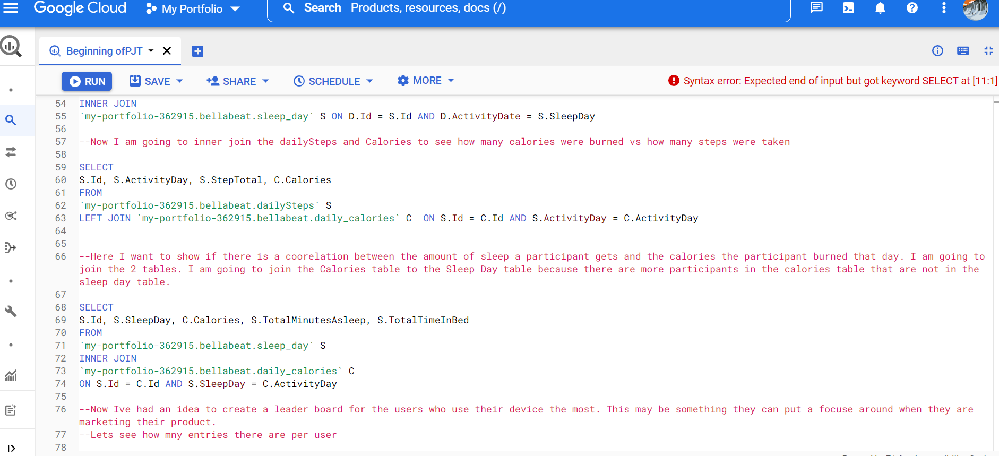 Google Cloud
My Portfolio
Search Products, resources, docs (/)
Beginning ofPJT
RUN
SAVE
SHARE
SCHEDULE
MORE
Syntax error: Expected end of input but got keyword SELECT at [11:1]
54 INNER JOIN
55 `my-portfolio-362915.bellabeat.sleep_day` S ON D.Id = S.Id AND D.ActivityDate = S.SleepDay
56
57 --Now I am going to inner join the dailySteps and Calories to see how many calories were burned vs how many steps were taken
58
59 SELECT
60 S.Id, S.ActivityDay, S.StepTotal, C.Calories
61 FROM
62 `my-portfolio-362915.bellabeat.dailySteps` S
63 LEFT JOIN `my-portfolio-362915.bellabeat.daily_calories` C  ON S.Id = C.Id AND S.ActivityDay = C.ActivityDay
64
65
66 --Here I want to show if there is a coorelation between the amount of sleep a participant gets and the calories the participant burned that day. I am going to
join the 2 tables. I am going to join the Calories table to the Sleep Day table because there are more participants in the calories table that are not in the
sleep day table.
67
68 SELECT
69 S.Id, S.SleepDay, C.Calories, S.TotalMinutesAsleep, S.TotalTimeInBed
70 FROM
71 `my-portfolio-362915.bellabeat.sleep_day` S
72 INNER JOIN
73 `my-portfolio-362915.bellabeat.daily_calories` C
74 ON S.Id = C.Id AND S.SleepDay = C.ActivityDay
75
76 --Now Ive had an idea to create a leader board for the users who use their device the most. This may be something they can put a focuse around when they are
marketing their product.
77 --Lets see how mny entries there are per user
78